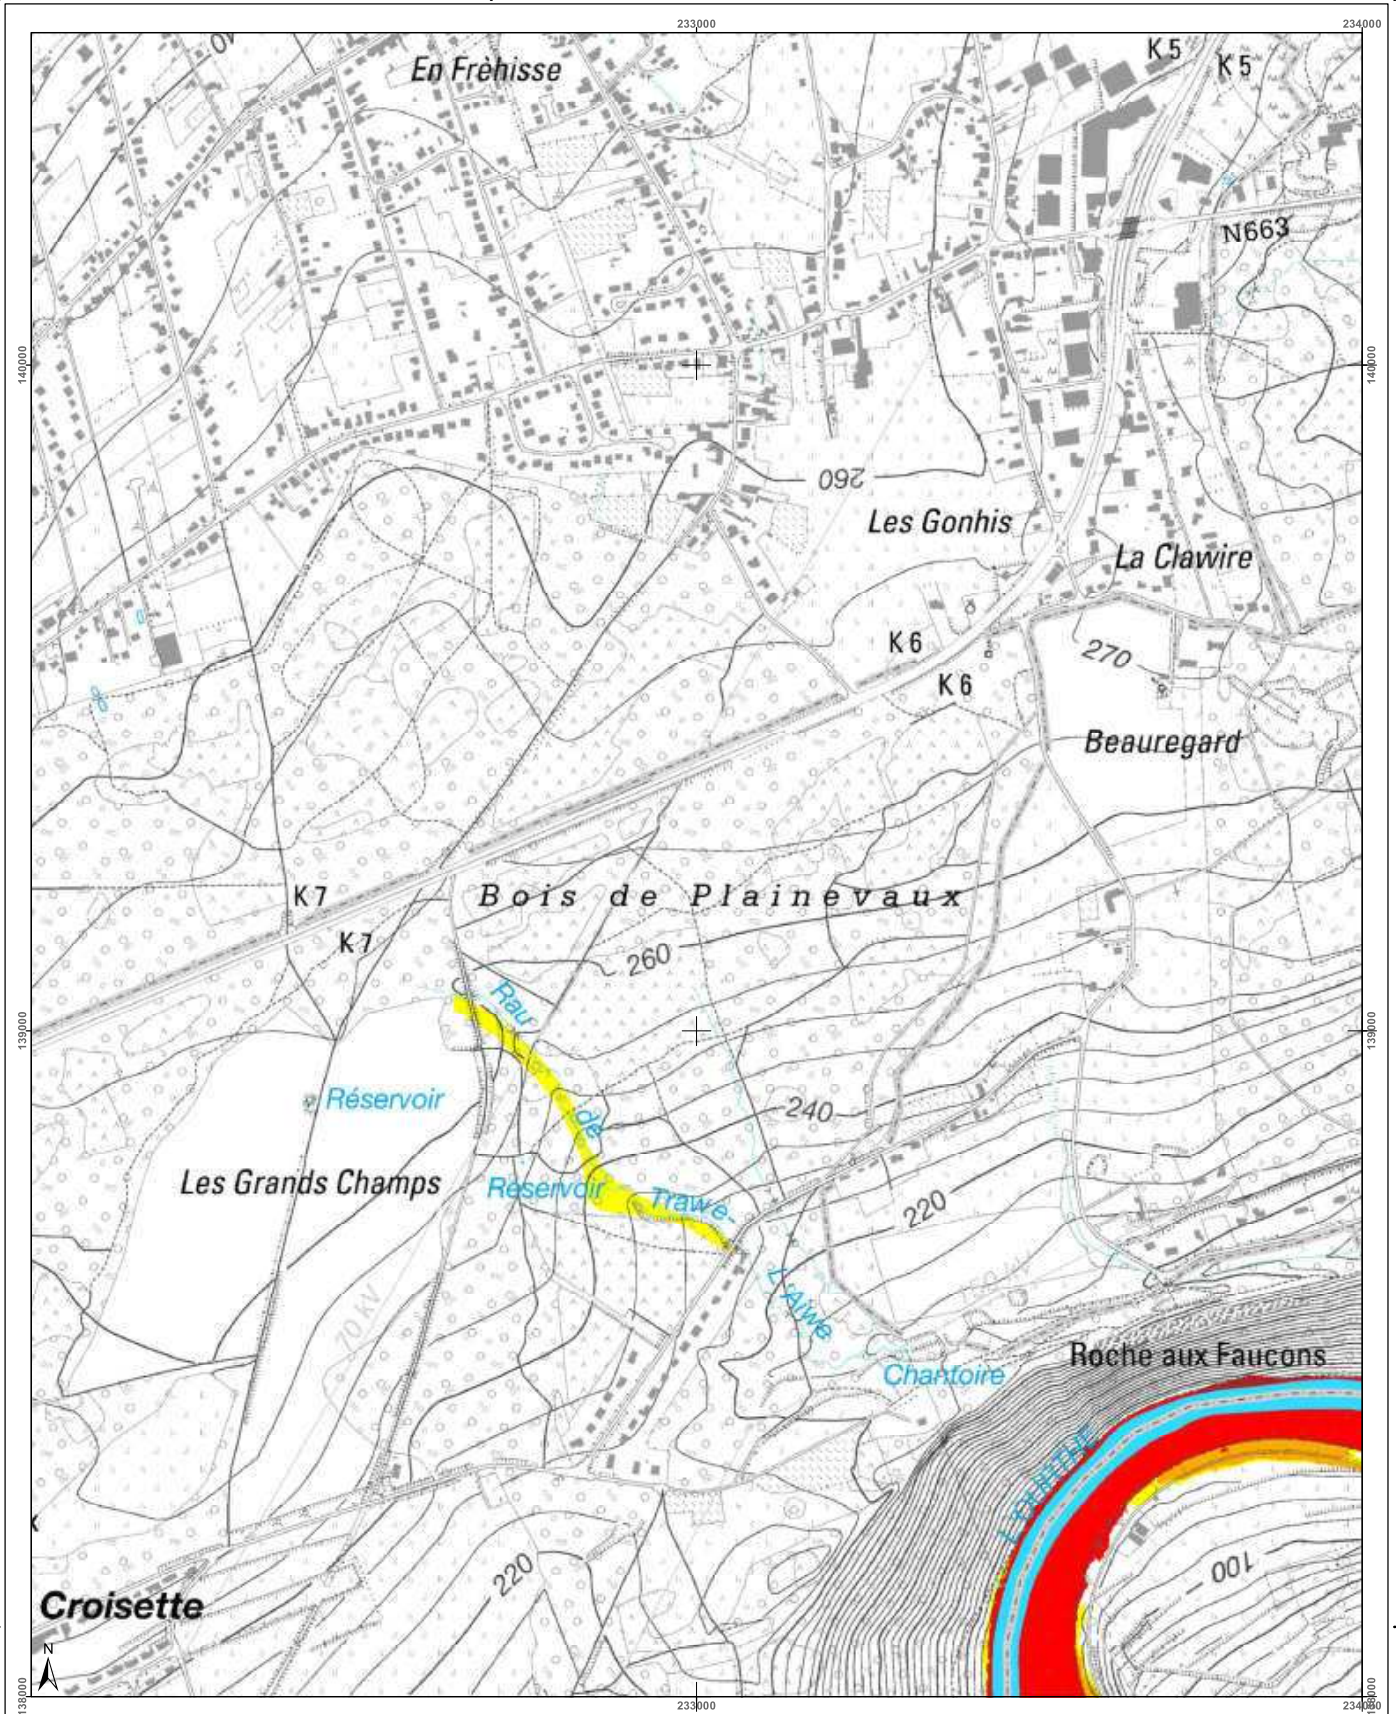 233000
234000
En Frèhisse
K 5
K 5
N663
140000
140000
260
Les Gonhis
La Clawire
K 6
270
K 6
Beauregard
K 7
Bois de Plainevaux
K 7
260
Rau
139000
139000
Réservoir
240
de
Les Grands Champs
Réservoir
Trawe-
220
L'Aiwe
70 KV
Roche aux Faucons
Chantoire
L'OURTHE
220
100
Croisette
N
138000
233000
234000
138000